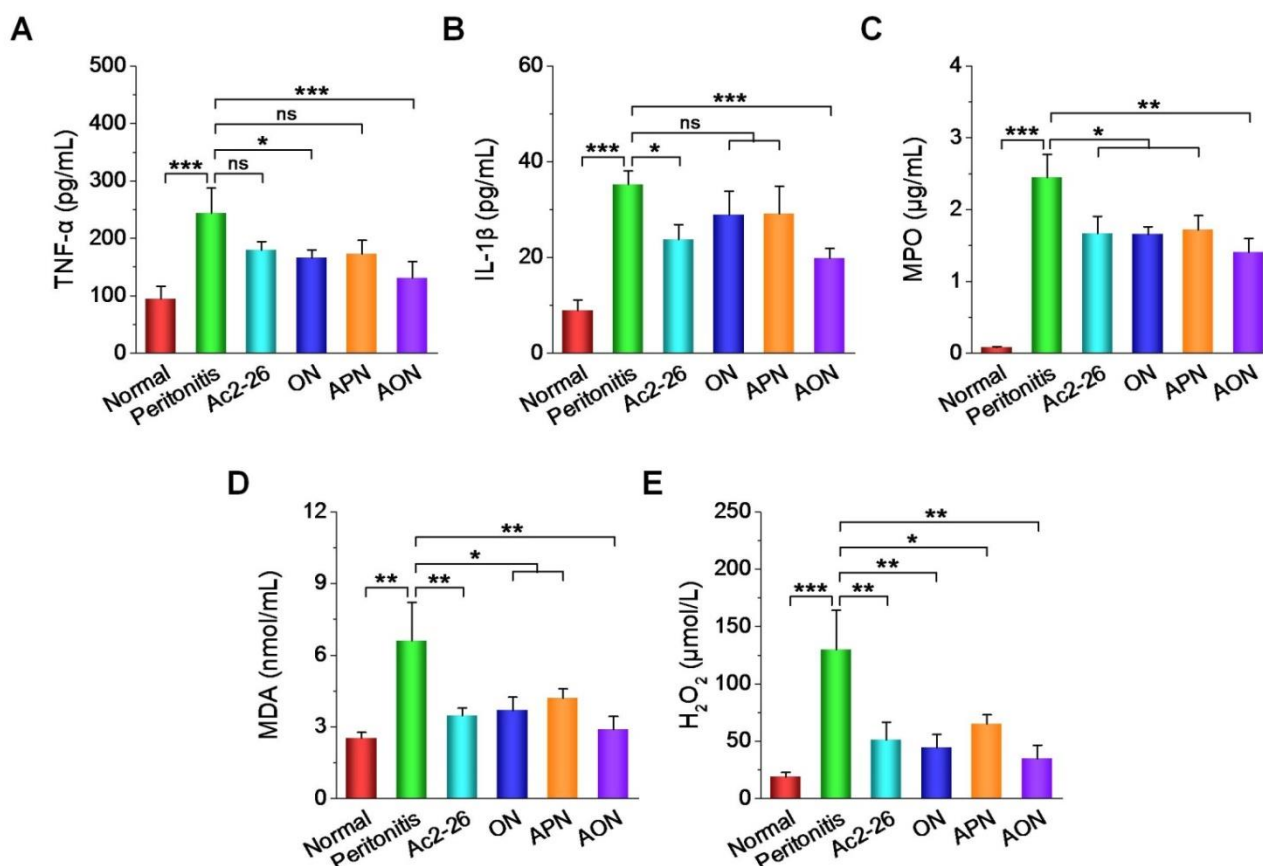 A
TNF-α (pg/mL)
500
400
300
200
100
0
***
ns
*
ns
***
Normal
Peritonitis
Ac2-26
ON
APN
AON
B
IL-1β (pg/mL)
60
40
20
0
***
ns
***
*
Normal
Peritonitis
Ac2-26
ON
APN
AON
C
MPO (μg/mL)
4
3
2
1
0
**
*
***
Normal
Peritonitis
Ac2-26
ON
APN
AON
D
MDA (nmol/mL)
12
9
6
3
0
**
*
**
**
Normal
Peritonitis
Ac2-26
ON
APN
AON
E
H₂O₂ (μmol/L)
250
200
150
100
50
0
**
*
**
***
**
Normal
Peritonitis
Ac2-26
ON
APN
AON